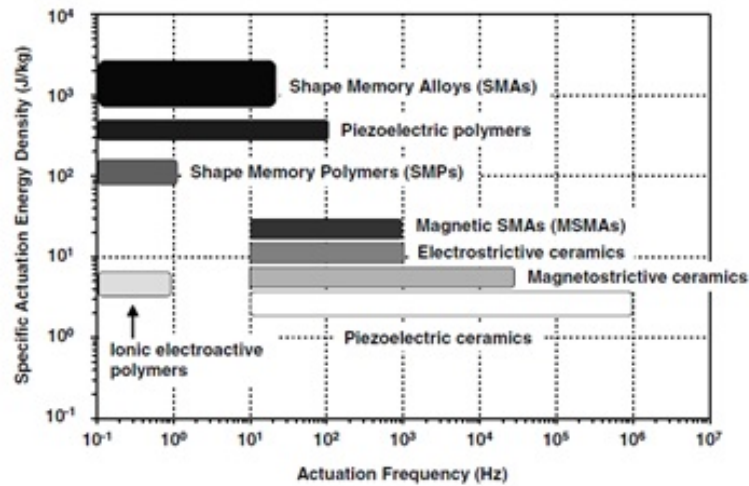 10⁴
Specific Actuation Energy Density (J/kg)
Shape Memory Alloys (SMAs)
10³
Piezoelectric polymers
10²
Shape Memory Polymers (SMPs)
Magnetic SMAs (MSMAs)
Electrostrictive ceramics
10¹
Magnetostrictive ceramics
10⁰
Piezoelectric ceramics
Ionic electroactive
polymers
10⁻¹
10⁻¹ 10⁰ 10¹ 10² 10³ 10⁴ 10⁵ 10⁶ 10⁷
Actuation Frequency (Hz)